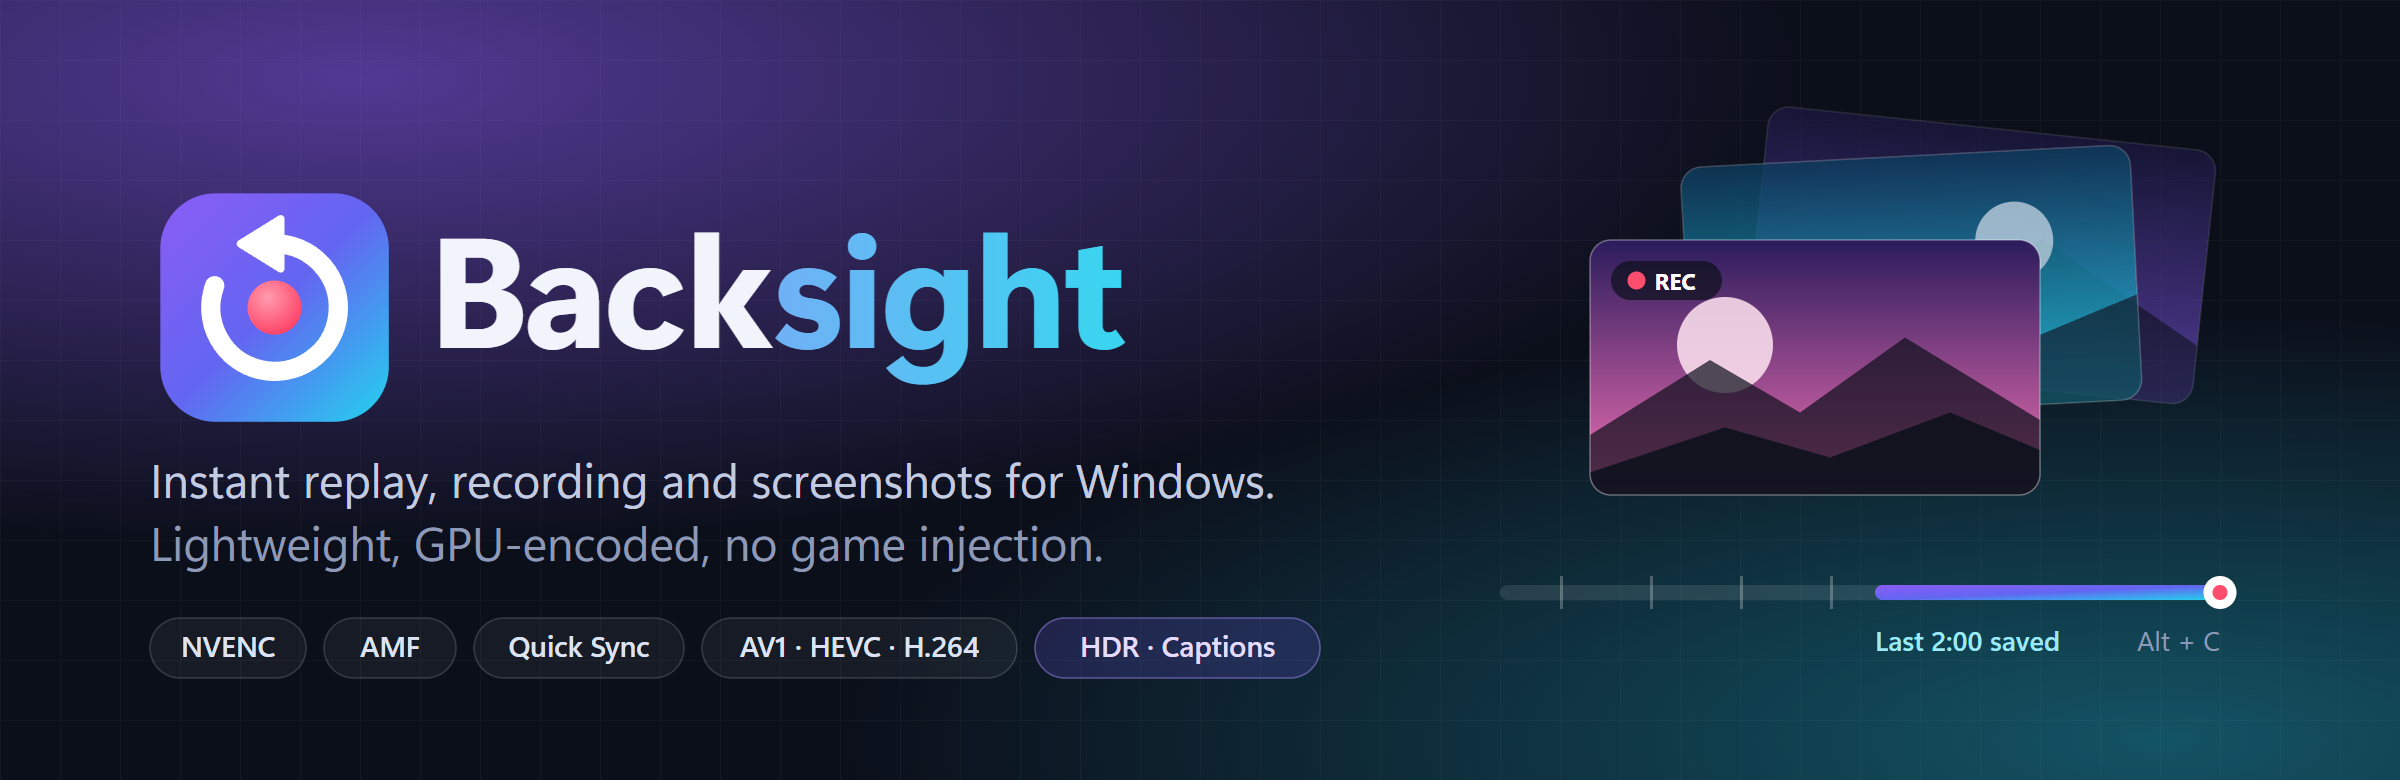 Backsight
Instant replay, recording and screenshots for Windows.
Lightweight, GPU-encoded, no game injection.
NVENC
AMF
Quick Sync
AV1 · HEVC · H.264
HDR · Captions
REC
Last 2:00 saved
Alt + C